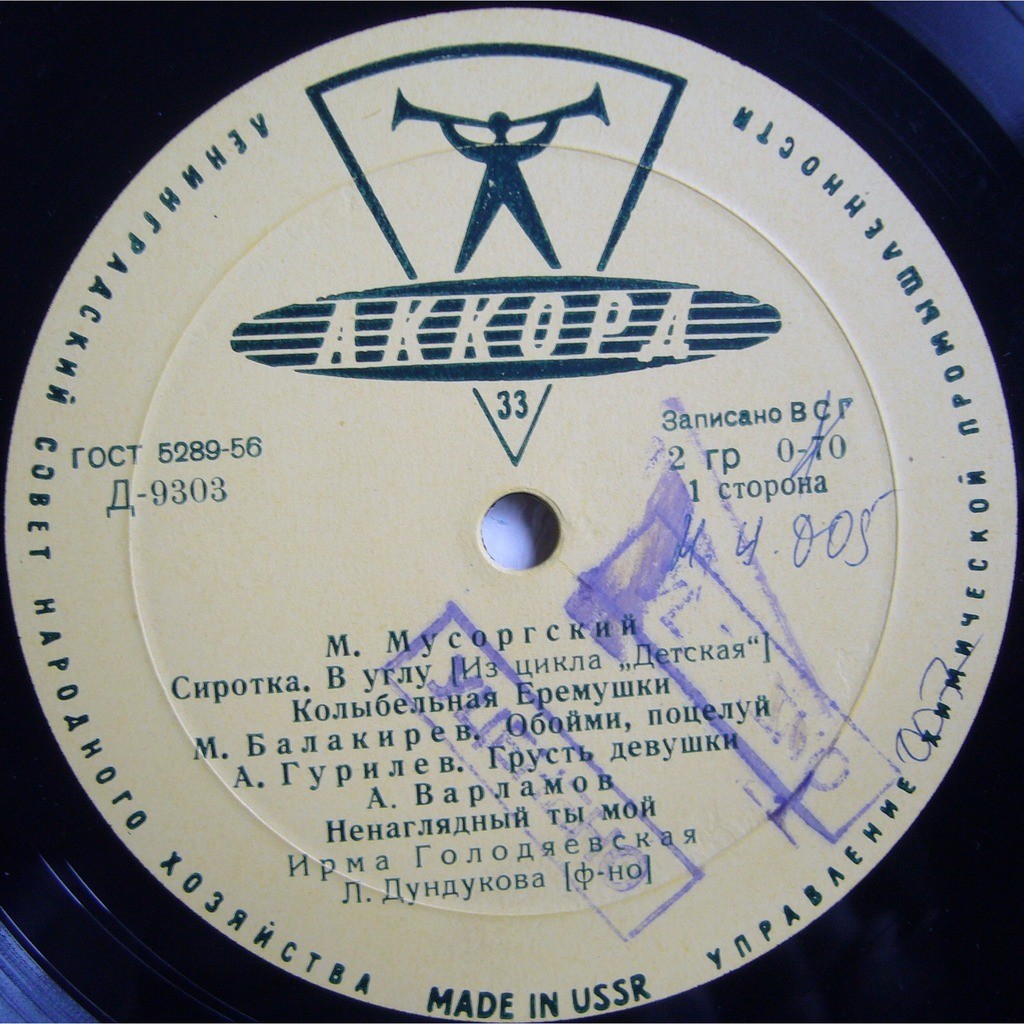 ЛЕНИНГРАДСКИЙ СОВЕТ НАРОДНОГО ХОЗЯЙСТВА
УПРАВЛЕНИЕ ХИМИЧЕСКОЙ ПРОМЫШЛЕННОСТИ
АККОРД
33
ГОСТ 5289-56
Д-9303
Записано В С Г
2 гр 0-70
1 сторона
М. Мусоргский
Сиротка. В углу [Из цикла „Детская“]
Колыбельная Еремушки
М. Балакирев. Обойми, поцелуй
А. Гурилев. Грусть девушки
А. Варламов
Ненаглядный ты мой
Ирма Голодяевская
Л. Дундукова [ф-но]
MADE IN USSR